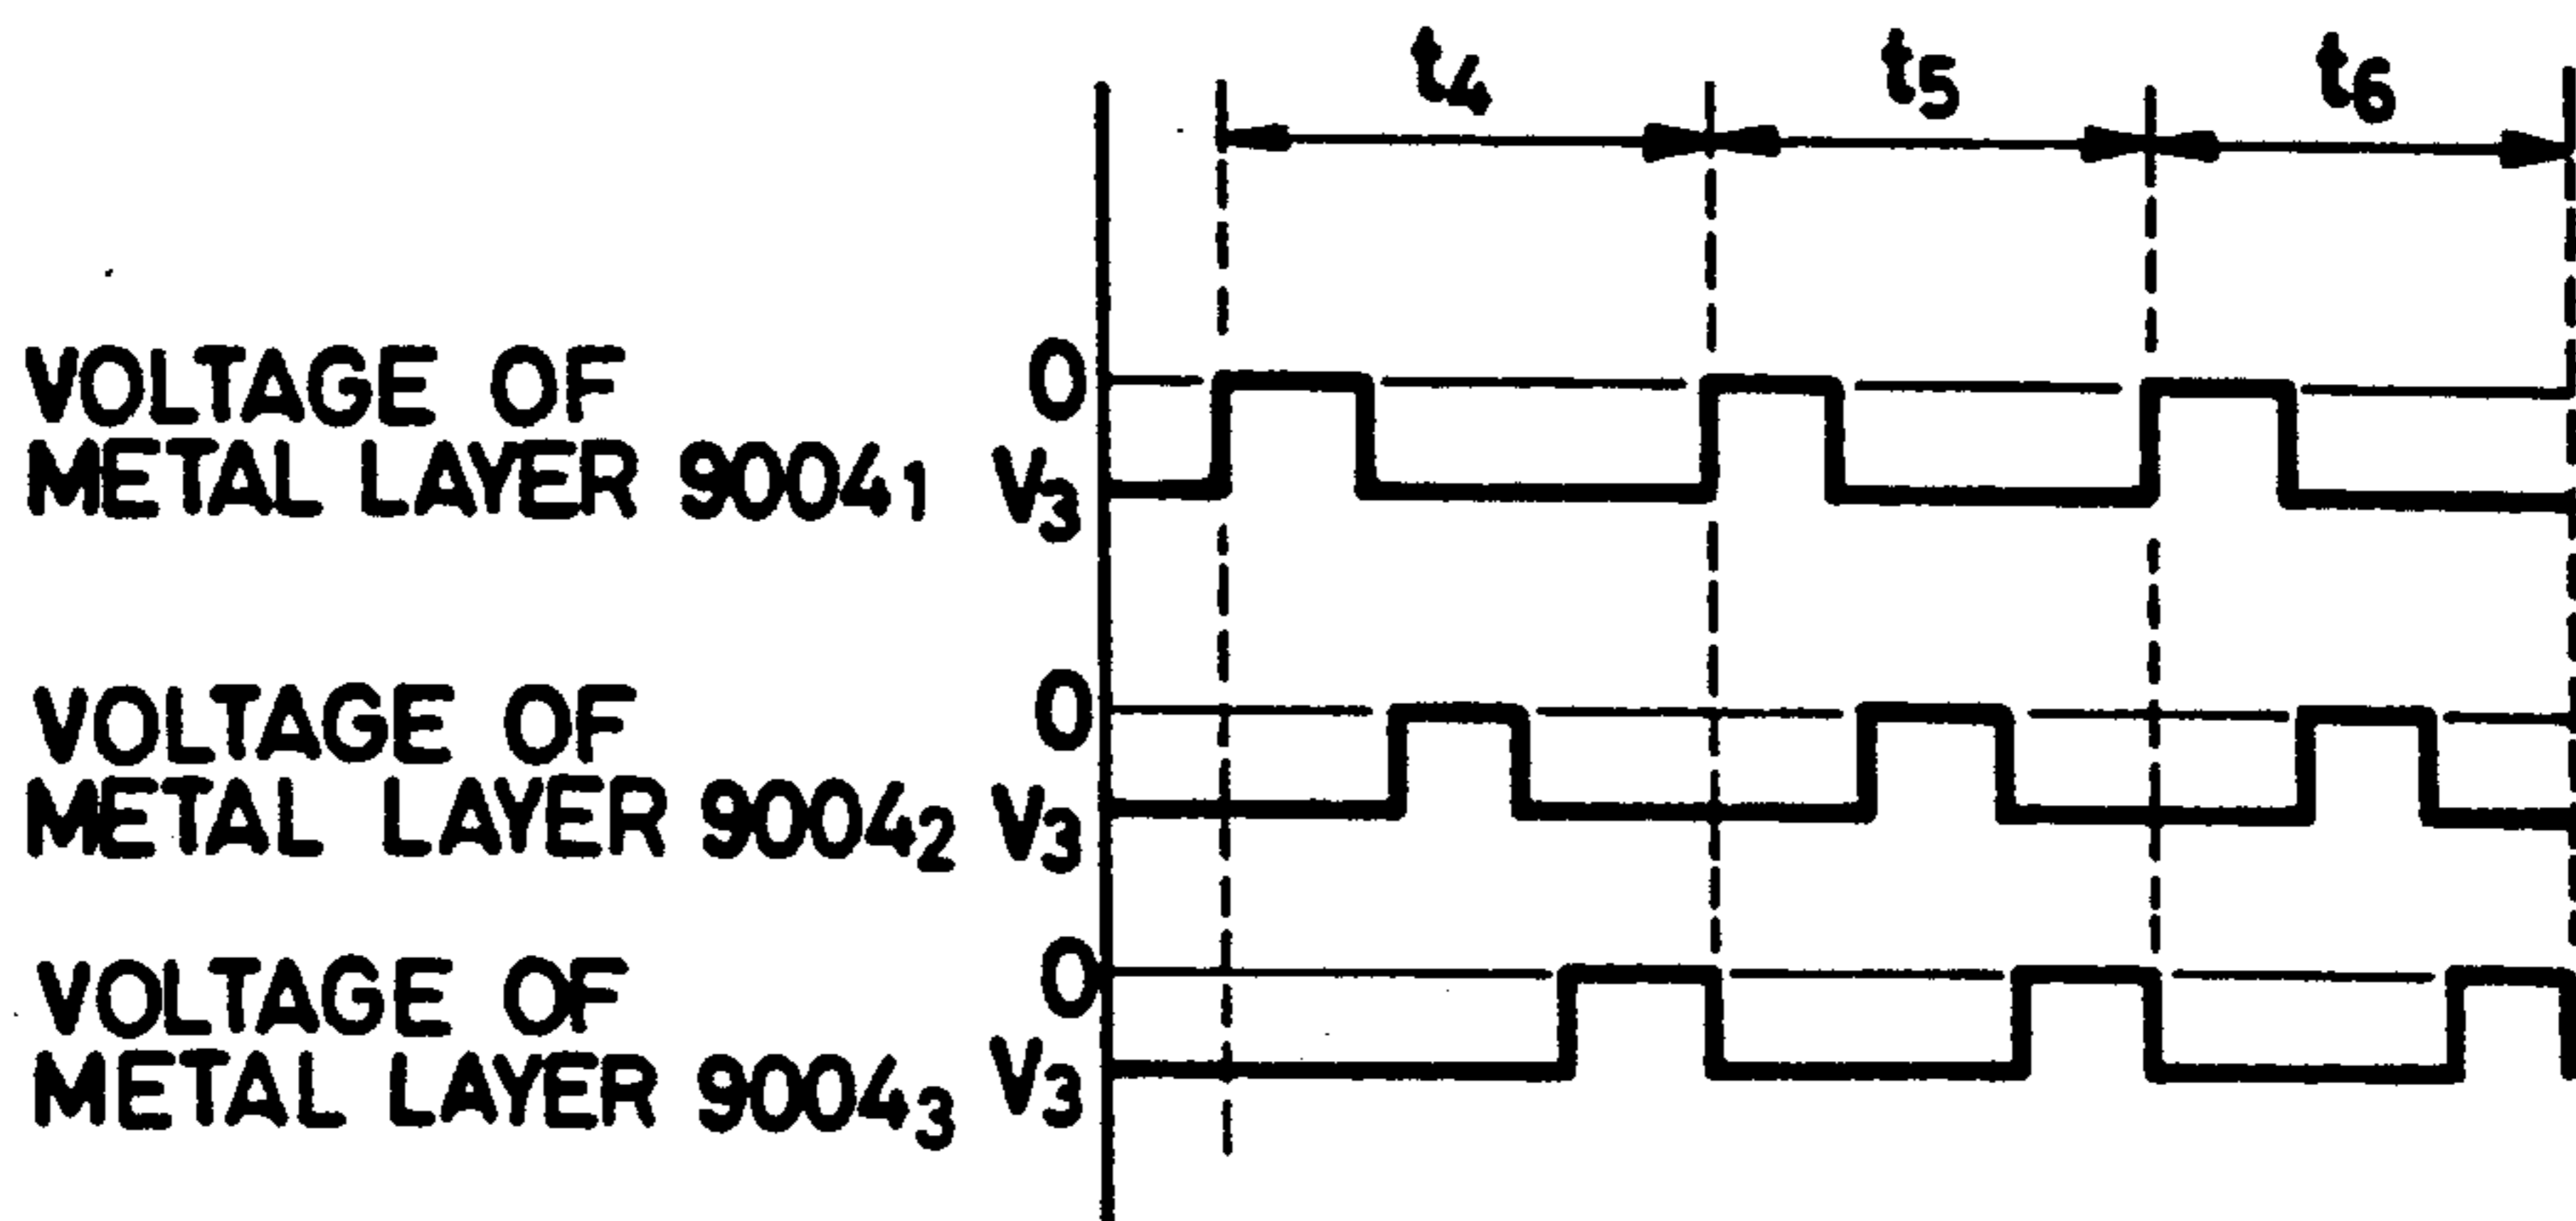 t4 t5 t6
VOLTAGE OF
METAL LAYER 90041
0
V3
VOLTAGE OF
METAL LAYER 90042
0
V3
VOLTAGE OF
METAL LAYER 90043
0
V3